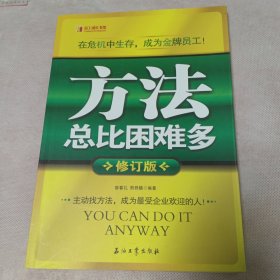 在危机中生存，成为金牌员工！
方法
总比困难多
修订版
主动找方法，成为最受企业欢迎的人！
YOU CAN DO IT
ANYWAY
石油工业出版社